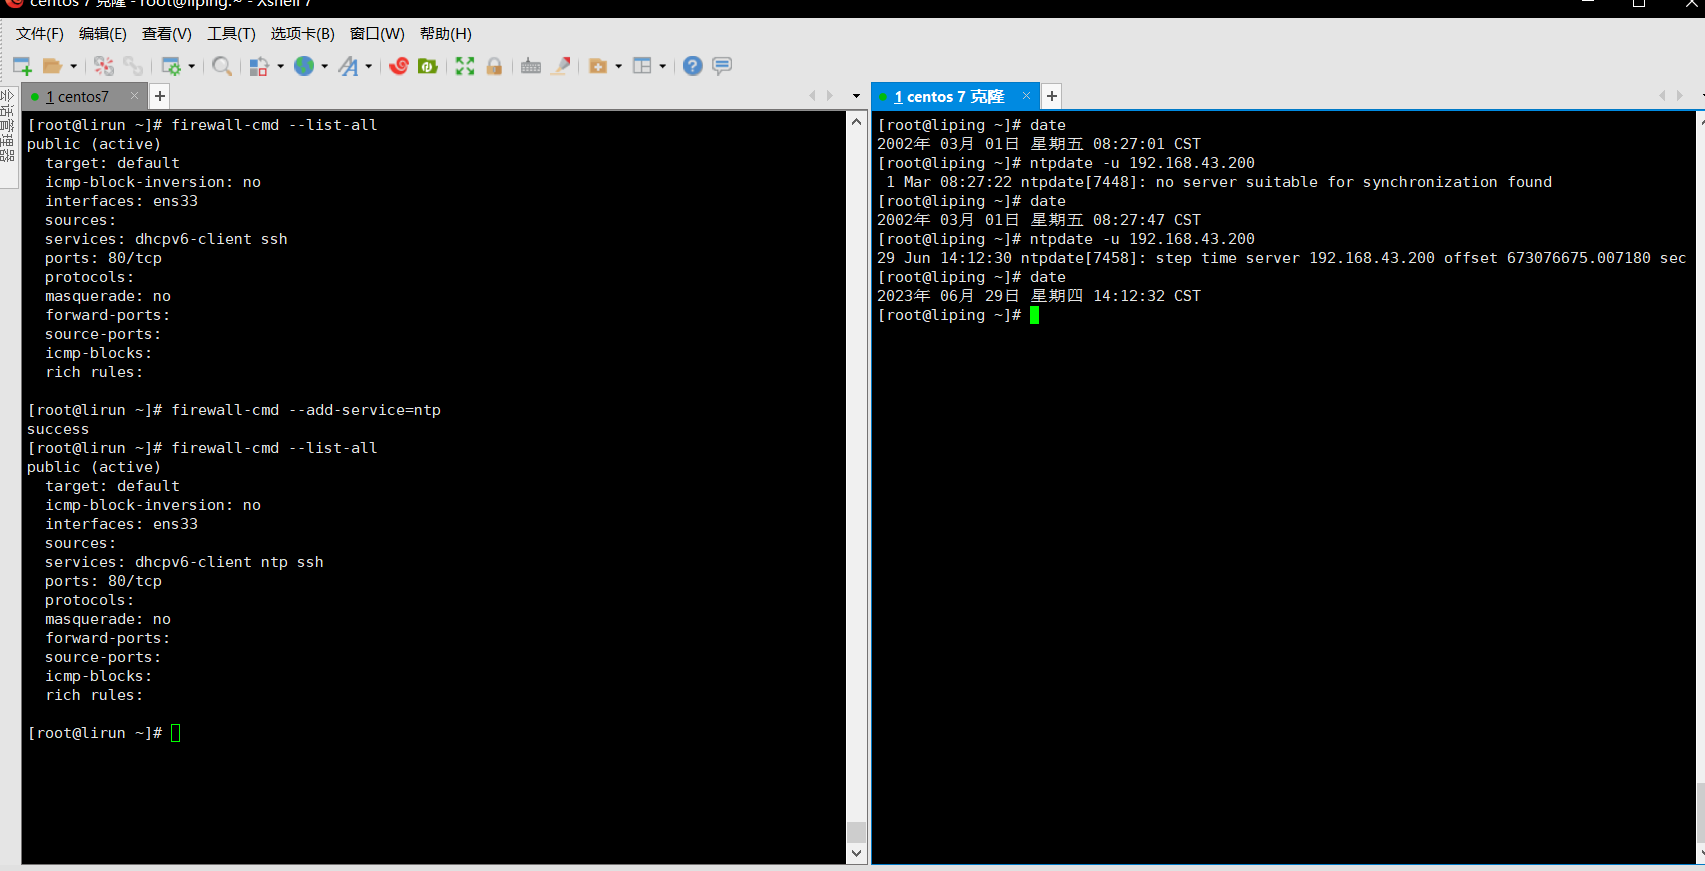 centos 7 克隆 - root@liping:~ - Xshell 7
文件(F) 编辑(E) 查看(V) 工具(T) 选项卡(B) 窗口(W) 帮助(H)
会话管理器
1 centos7
[root@lirun ~]# firewall-cmd --list-all
public (active)
  target: default
  icmp-block-inversion: no
  interfaces: ens33
  sources:
  services: dhcpv6-client ssh
  ports: 80/tcp
  protocols:
  masquerade: no
  forward-ports:
  source-ports:
  icmp-blocks:
  rich rules:
[root@lirun ~]# firewall-cmd --add-service=ntp
success
[root@lirun ~]# firewall-cmd --list-all
public (active)
  target: default
  icmp-block-inversion: no
  interfaces: ens33
  sources:
  services: dhcpv6-client ntp ssh
  ports: 80/tcp
  protocols:
  masquerade: no
  forward-ports:
  source-ports:
  icmp-blocks:
  rich rules:
[root@lirun ~]#
1 centos 7 克隆
[root@liping ~]# date
2002年 03月 01日 星期五 08:27:01 CST
[root@liping ~]# ntpdate -u 192.168.43.200
 1 Mar 08:27:22 ntpdate[7448]: no server suitable for synchronization found
[root@liping ~]# date
2002年 03月 01日 星期五 08:27:47 CST
[root@liping ~]# ntpdate -u 192.168.43.200
29 Jun 14:12:30 ntpdate[7458]: step time server 192.168.43.200 offset 673076675.007180 sec
[root@liping ~]# date
2023年 06月 29日 星期四 14:12:32 CST
[root@liping ~]#